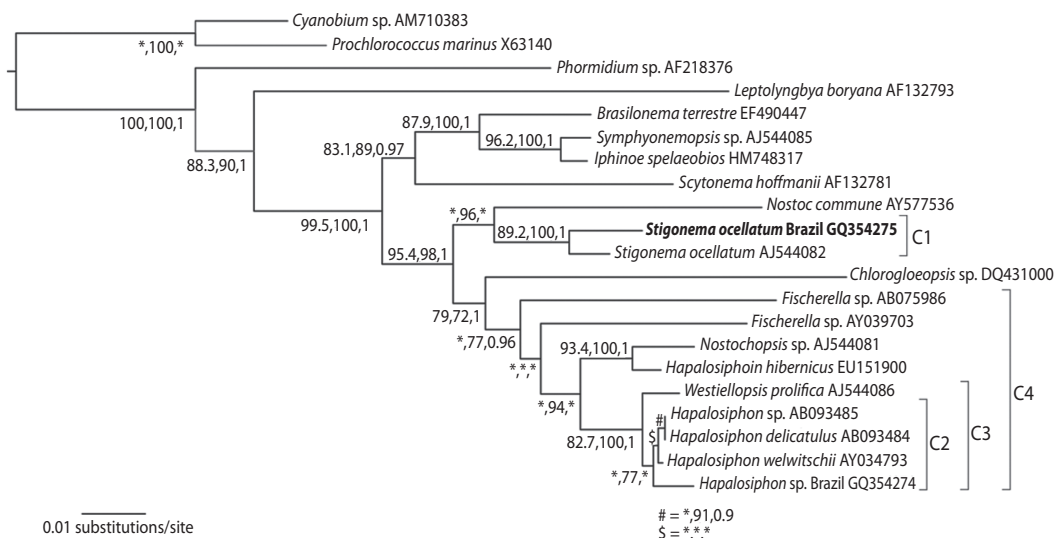 Cyanobium sp. AM710383
*,100,*
Prochlorococcus marinus X63140
Phormidium sp. AF218376
100,100,1
Leptolyngbya boryana AF132793
88.3,90,1
Brasilonema terrestre EF490447
87.9,100,1
Symphyonemopsis sp. AJ544085
96.2,100,1
83.1,89,0.97
Iphinoe spelaeobios HM748317
Scytonema hoffmanii AF132781
99.5,100,1
Nostoc commune AY577536
*,96,*
Stigonema ocellatum Brazil GQ354275
89.2,100,1
C1
Stigonema ocellatum AJ544082
95.4,98,1
Chlorogloeopsis sp. DQ431000
79,72,1
Fischerella sp. AB075986
*,77,0.96
Fischerella sp. AY039703
*,*,*
Nostochopsis sp. AJ544081
93.4,100,1
Hapalosiphoin hibernicus EU151900
*,94,*
Westiellopsis prolifica AJ544086
C4
Hapalosiphon sp. AB093485
#
Hapalosiphon delicatulus AB093484
$
82.7,100,1
C2
C3
Hapalosiphon welwitschii AY034793
*,77,*
Hapalosiphon sp. Brazil GQ354274
# = *,91,0.9
$ = *,*,*
0.01 substitutions/site